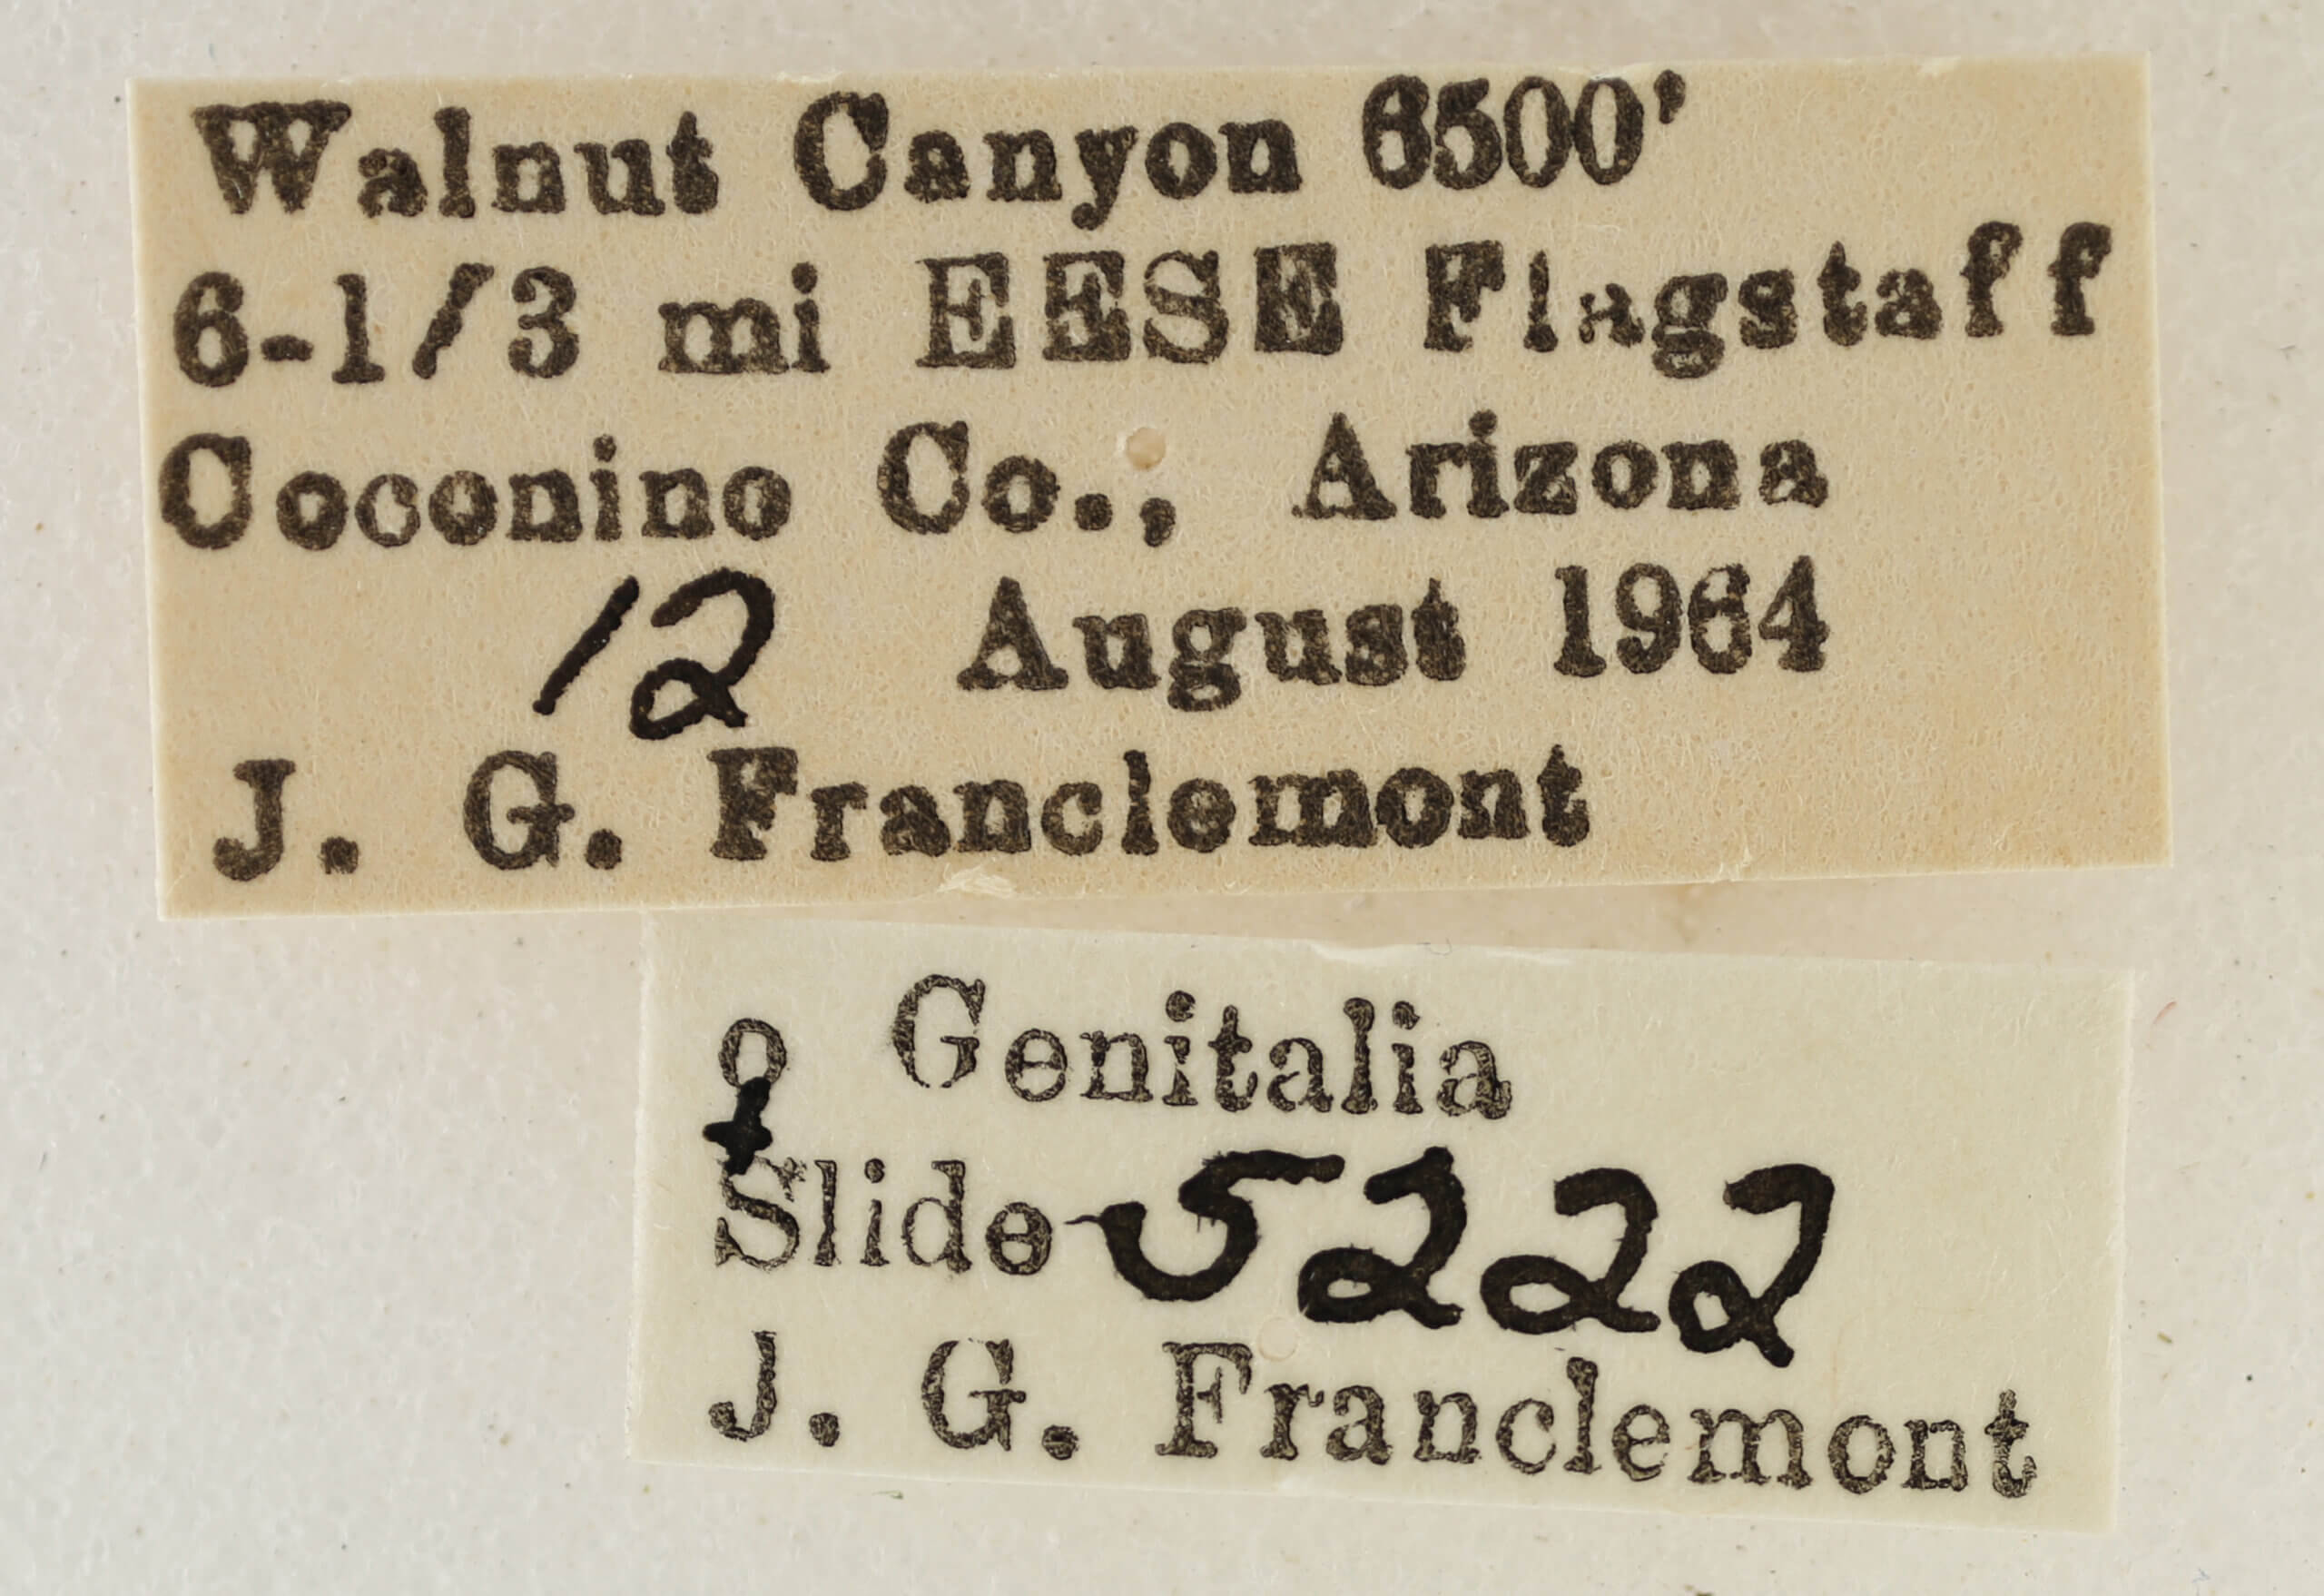 Walnut Canyon 6500'
6-1/3 mi EESE Flagstaff
Coconino Co., Arizona
12 August 1964
J. G. Franclemont
♀ Genitalia
Slide 5222
J. G. Franclemont